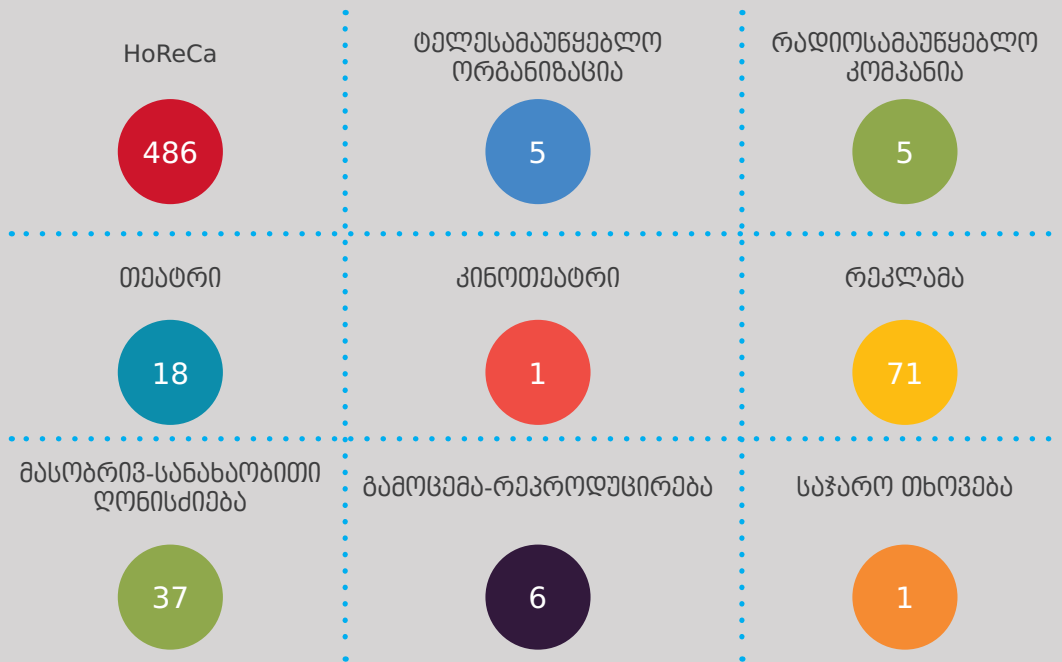 HoReCa
486
ტელესამაუწყებლო
ორგანიზაცია
5
რადიოსამაუწყებლო
კომპანია
5
თეატრი
18
კინოთეატრი
1
რეკლამა
71
მასობრივ-სანახაობითი
ღონისძიება
37
გამოცემა-რეპროდუცირება
6
საჯარო თხოვება
1